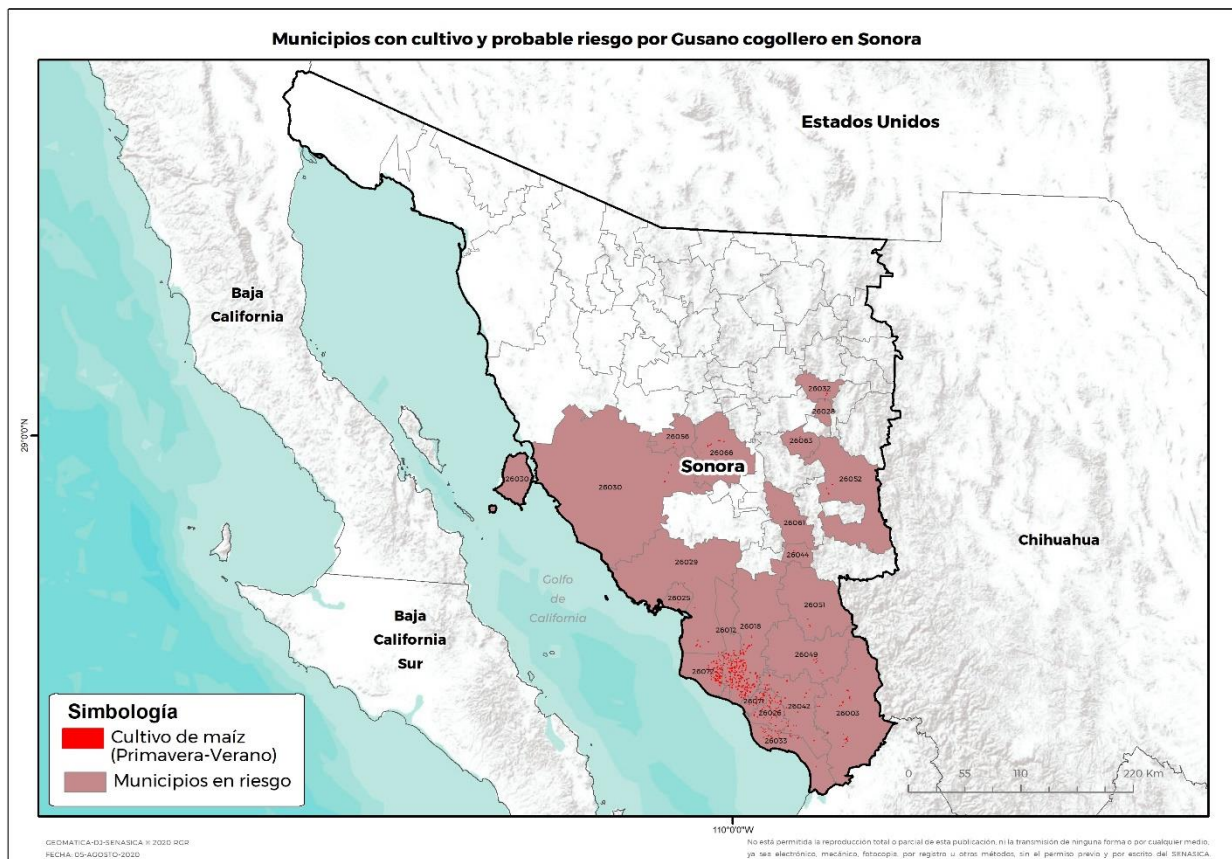 Municipios con cultivo y probable riesgo por Gusano cogollero en Sonora
Estados Unidos
Baja
California
26032
26028
29°0'0"N
26056
26066
26063
Sonora
26030
26030
26052
26061
Chihuahua
26044
26029
Golfo
de
California
26025
26051
26012
26018
Baja
California
Sur
26049
26072
26071
26042
26026
26003
26033
Simbología
Cultivo de maíz
(Primavera-Verano)
Municipios en riesgo
0 55 110 220 Km
110°0'0"W
GEOMATICA-DJ-SENASICA © 2020 RGR
FECHA: 05-AGOSTO-2020
No está permitida la reproducción total o parcial de esta publicación, ni la transmisión de ninguna forma o por cualquier medio,
ya sea electrónico, mecánico, fotocopia, por registro u otros métodos, sin el permiso previo y por escrito del SENASICA